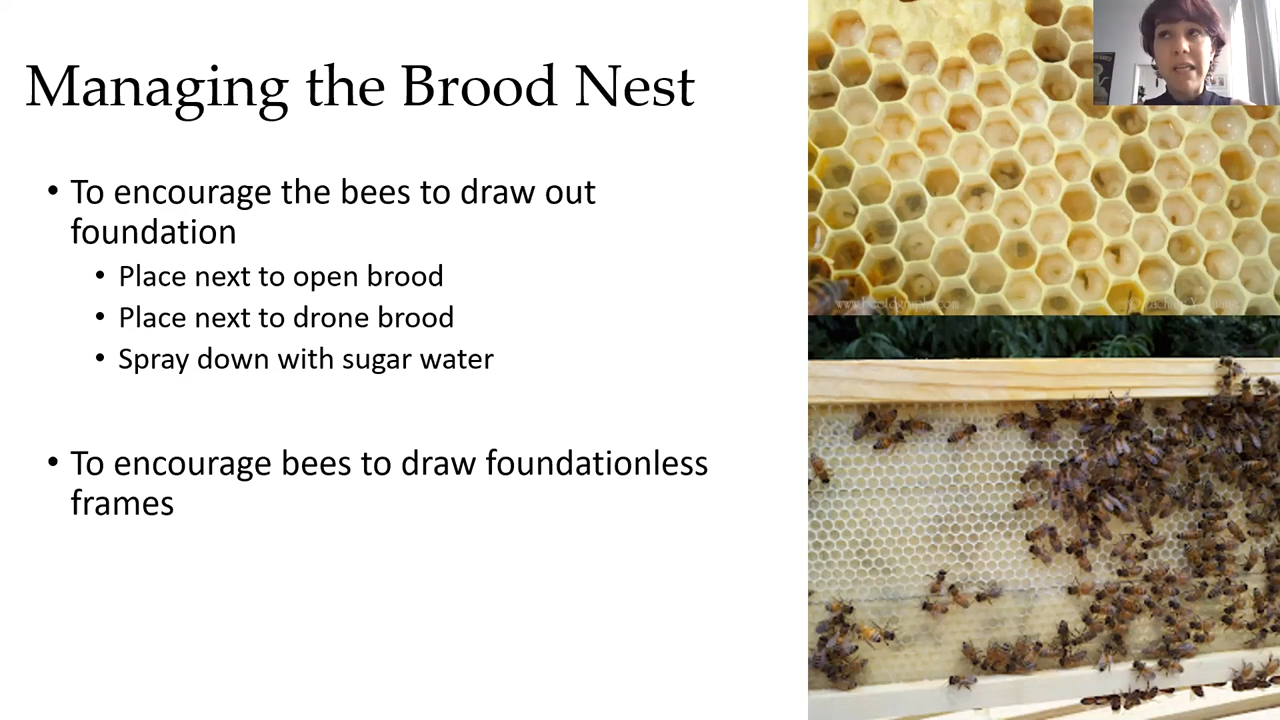 Managing the Brood Nest
• To encourage the bees to draw out
foundation
• Place next to open brood
• Place next to drone brood
• Spray down with sugar water
• To encourage bees to draw foundationless
frames